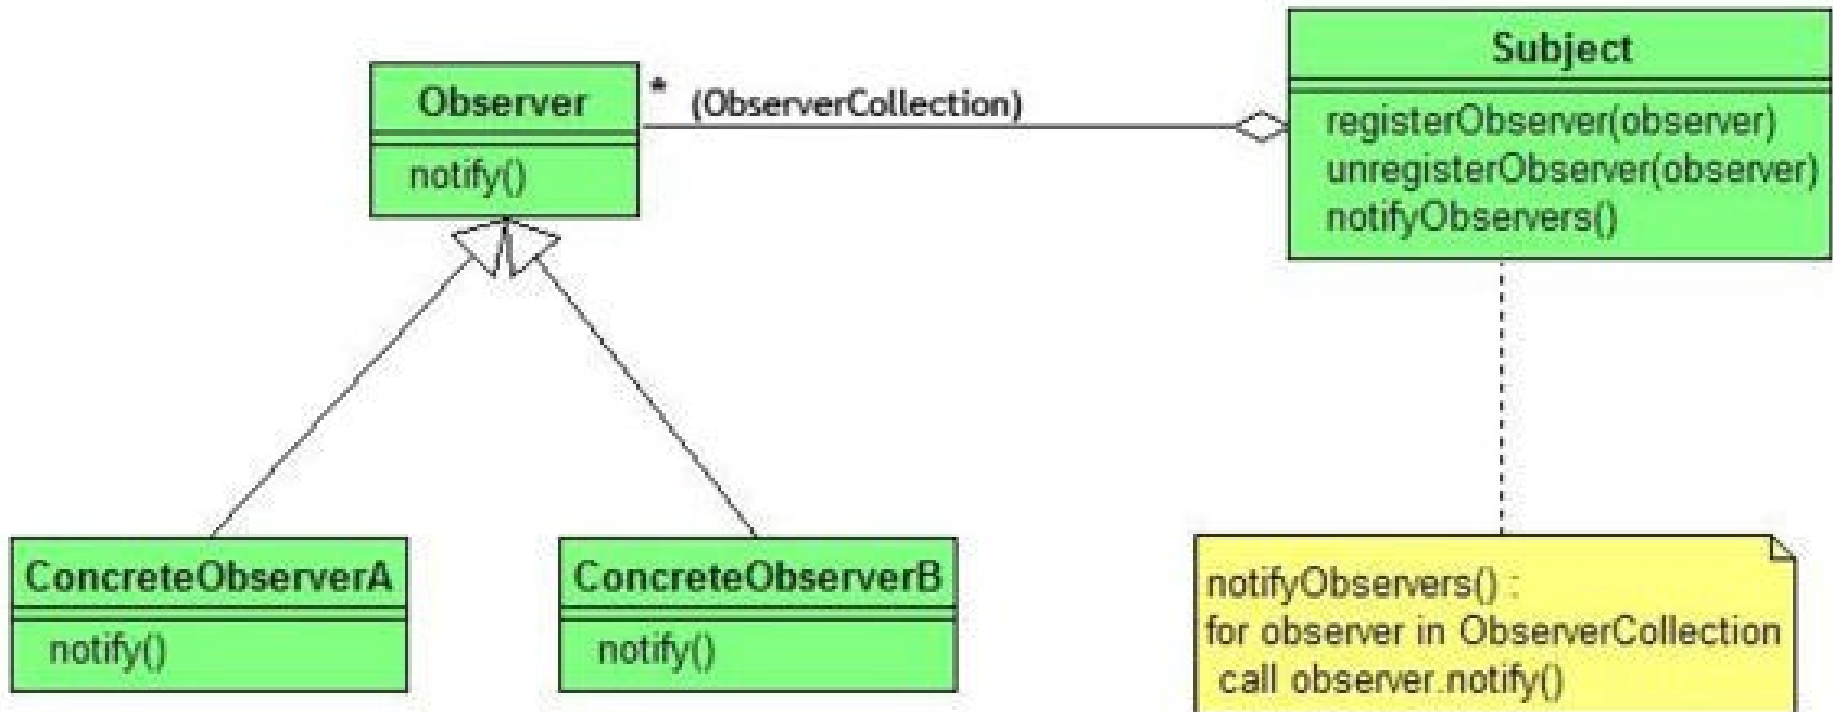 Subject
registerObserver(observer)
unregisterObserver(observer)
notifyObservers()
Observer
notify()
*
(ObserverCollection)
ConcreteObserverA
notify()
ConcreteObserverB
notify()
notifyObservers() :
for observer in ObserverCollection
call observer.notify()